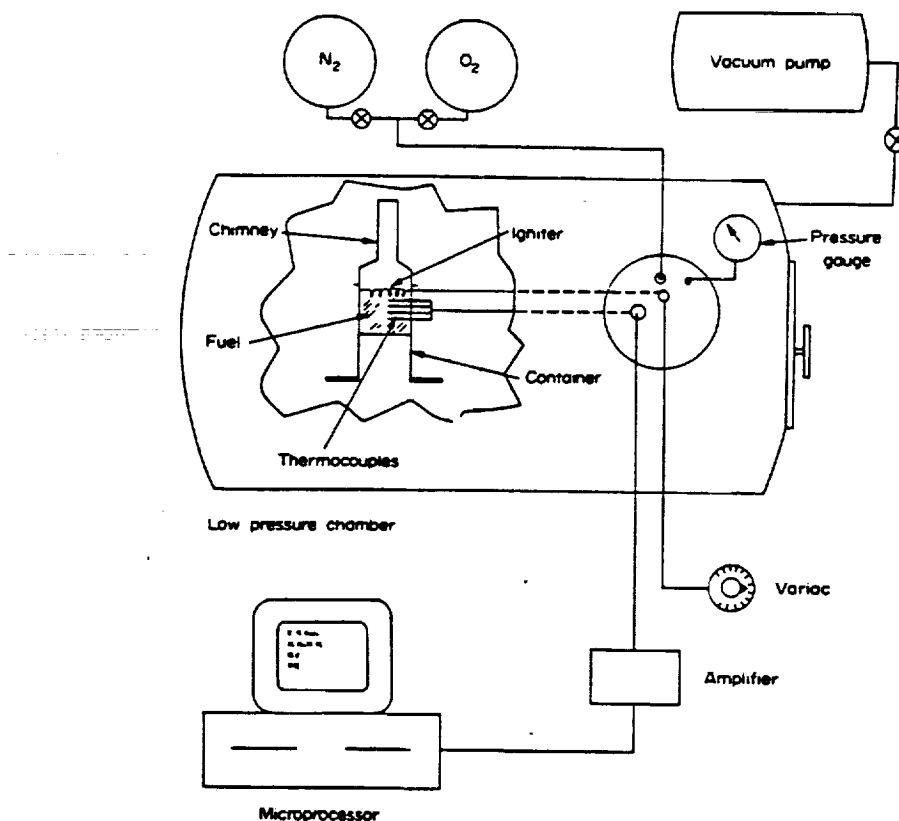 N2
O2
Vacuum pump
Chimney
Igniter
Pressure
gauge
Fuel
Container
Thermocouples
Low pressure chamber
Variac
Amplifier
Microprocessor